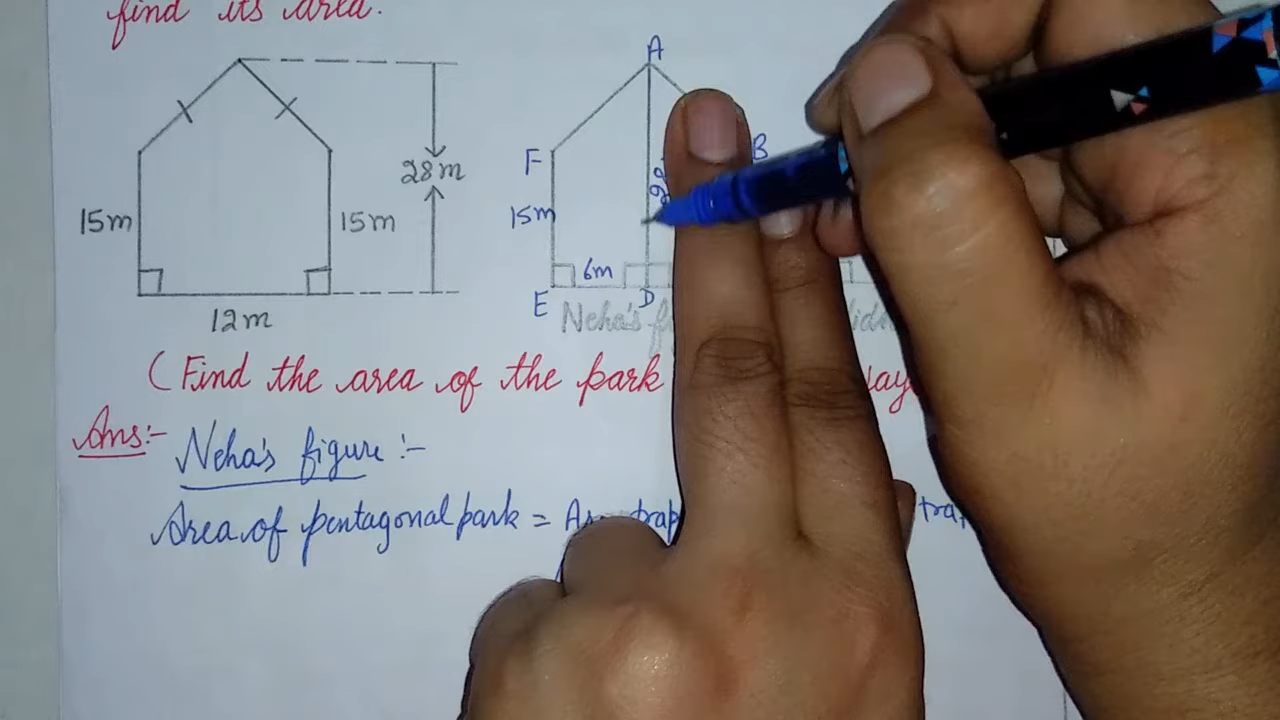 find its area.
A
F
B
28m
15m
15m
15m
6m
E
D
12m
Neha's
(Find the area of the park
Ans:-
Neha's figure :-
Area of pentagonal park =